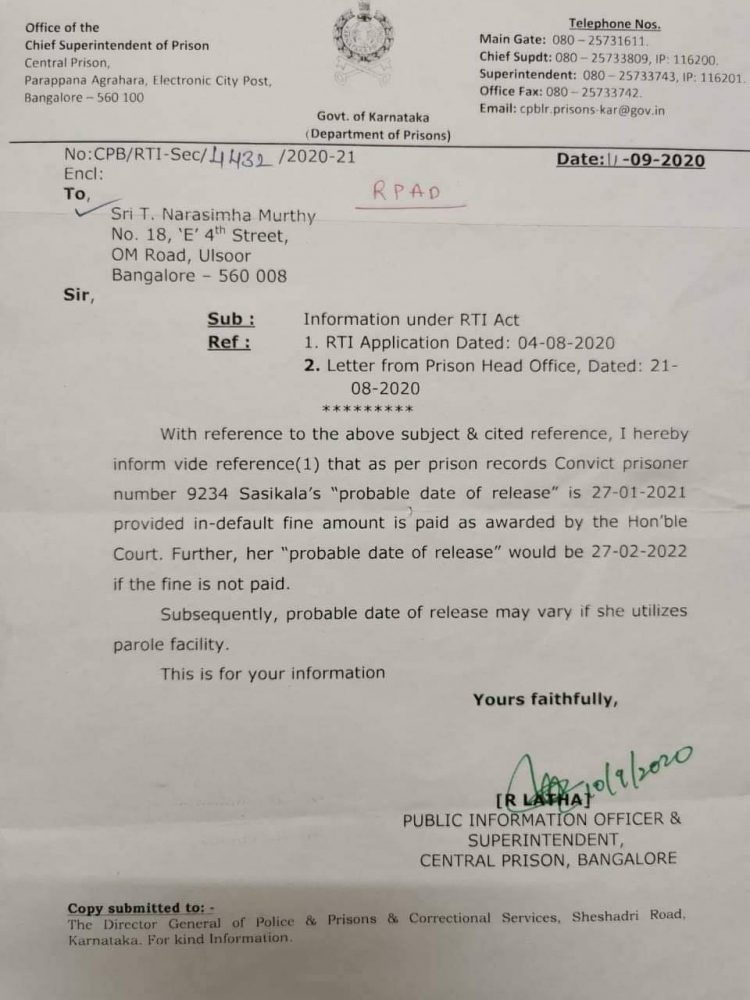 Office of the
Chief Superintendent of Prison
Central Prison,
Parappana Agrahara, Electronic City Post,
Bangalore – 560 100
Telephone Nos.
Main Gate: 080 – 25731611.
Chief Supdt: 080 – 25733809, IP: 116200.
Superintendent: 080 – 25733743, IP: 116201.
Office Fax: 080 – 25733742.
Email: cpblr.prisons-kar@gov.in
Govt. of Karnataka
(Department of Prisons)
No:CPB/RTI-Sec/4432/2020-21
Date:11-09-2020
Encl:
RPAD
To,
Sri T. Narasimha Murthy
No. 18, ‘E’ 4th Street,
OM Road, Ulsoor
Bangalore – 560 008
Sir,
Sub : Information under RTI Act
Ref : 1. RTI Application Dated: 04-08-2020
2. Letter from Prison Head Office, Dated: 21-
08-2020
*********
With reference to the above subject & cited reference, I hereby
inform vide reference(1) that as per prison records Convict prisoner
number 9234 Sasikala’s “probable date of release” is 27-01-2021
provided in-default fine amount is paid as awarded by the Hon’ble
Court. Further, her “probable date of release” would be 27-02-2022
if the fine is not paid.
Subsequently, probable date of release may vary if she utilizes
parole facility.
This is for your information
Yours faithfully,
10/9/2020
[R LATHA]
PUBLIC INFORMATION OFFICER &
SUPERINTENDENT,
CENTRAL PRISON, BANGALORE
Copy submitted to: -
The Director General of Police & Prisons & Correctional Services, Sheshadri Road,
Karnataka. For kind Information.